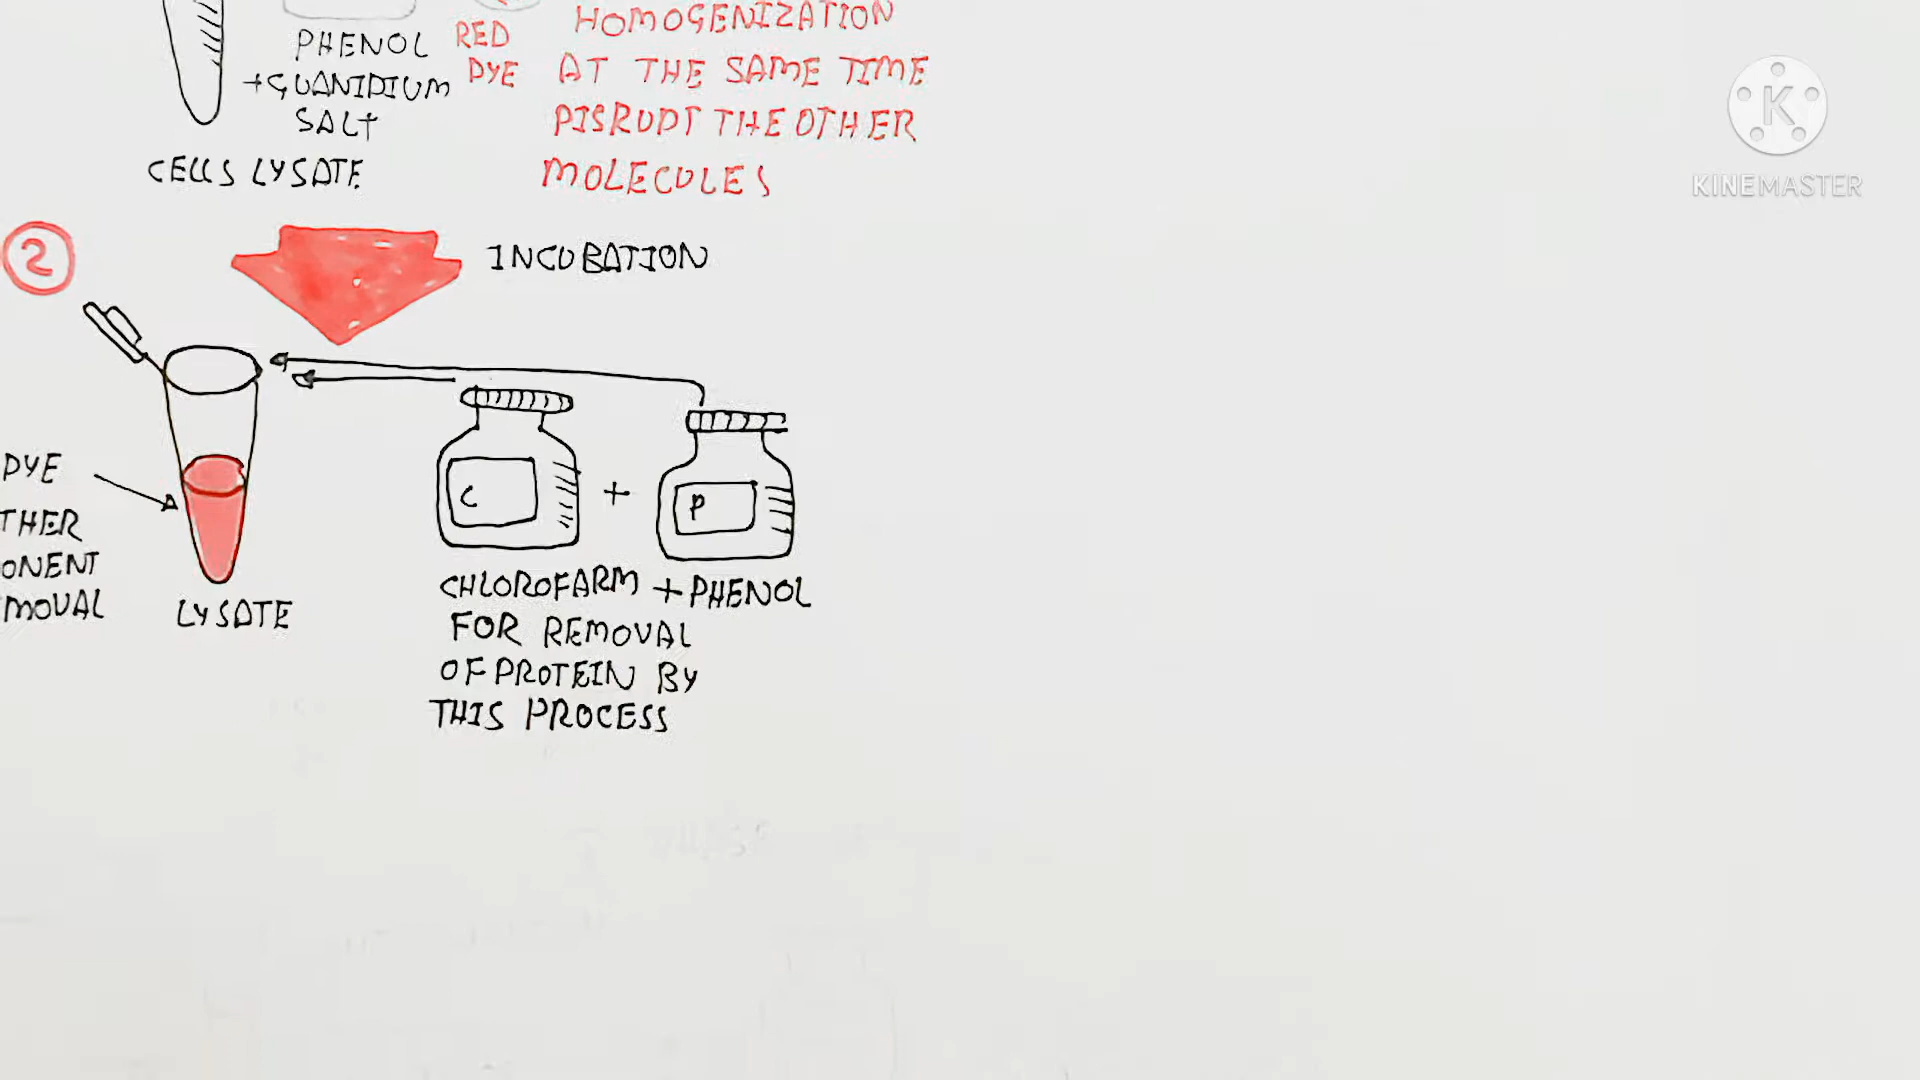 HOMOGENIZATION
PHENOL
RED
+GUANIDIUM
DYE
AT THE SAME TIME
SALT
DISRUPT THE OTHER
CELLS LYSATE
MOLECULES
K
KINEMASTER
2
INCUBATION
DYE
THER
ONENT
MOVAL
LYSATE
C
+
P
CHLOROFARM + PHENOL
FOR REMOVAL
OF PROTEIN BY
THIS PROCESS